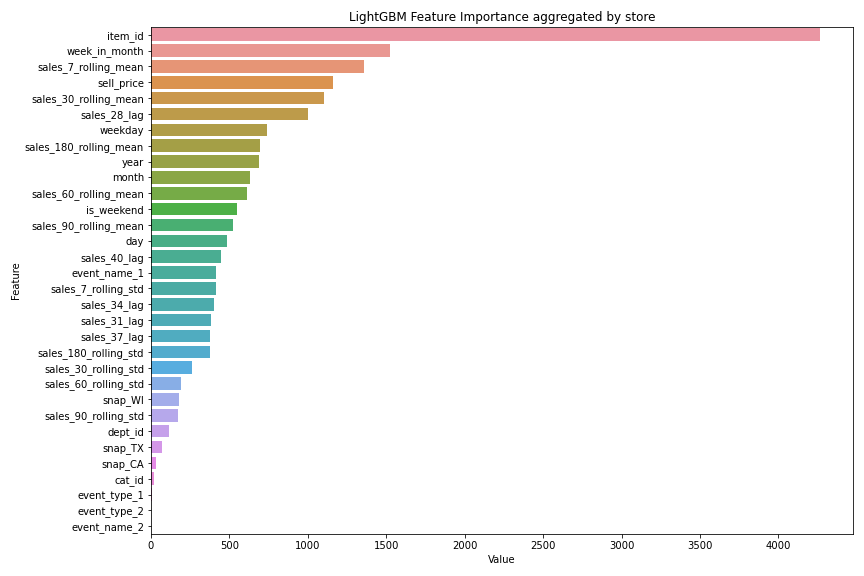 LightGBM Feature Importance aggregated by store
item_id
week_in_month
sales_7_rolling_mean
sell_price
sales_30_rolling_mean
sales_28_lag
weekday
sales_180_rolling_mean
year
month
sales_60_rolling_mean
is_weekend
sales_90_rolling_mean
day
sales_40_lag
event_name_1
sales_7_rolling_std
sales_34_lag
sales_31_lag
sales_37_lag
sales_180_rolling_std
sales_30_rolling_std
sales_60_rolling_std
snap_WI
sales_90_rolling_std
dept_id
snap_TX
snap_CA
cat_id
event_type_1
event_type_2
event_name_2
Feature
0 500 1000 1500 2000 2500 3000 3500 4000
Value